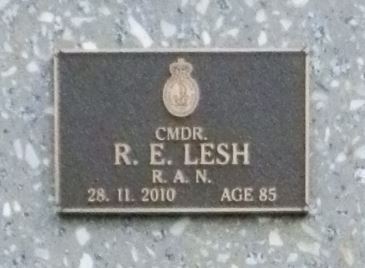 CMDR.
R. E. LESH
R. A. N.
28. 11. 2010 AGE 85